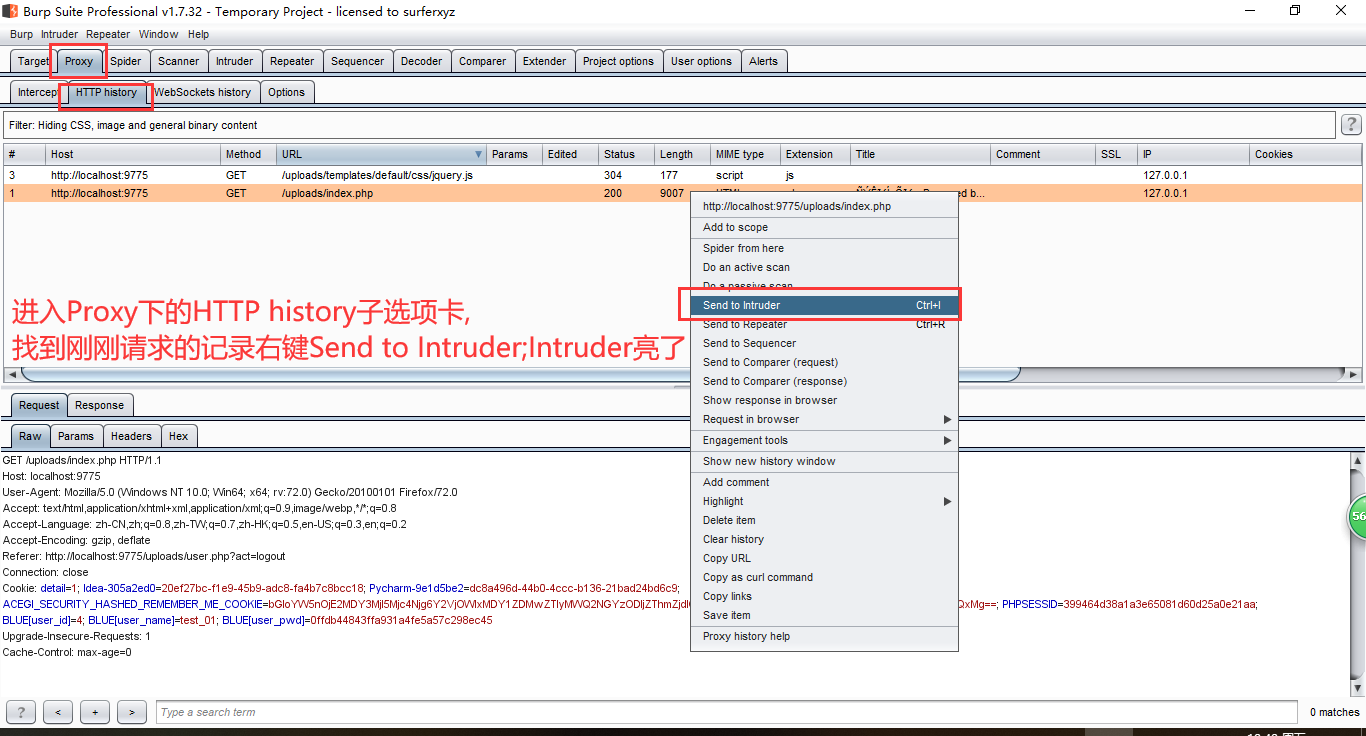 Burp Suite Professional v1.7.32 - Temporary Project - licensed to surferxyz
Burp Intruder Repeater Window Help
Target Proxy Spider Scanner Intruder Repeater Sequencer Decoder Comparer Extender Project options User options Alerts
Intercept HTTP history WebSockets history Options
Filter: Hiding CSS, image and general binary content ?
# Host Method URL Params Edited Status Length MIME type Extension Title Comment SSL IP Cookies
3 http://localhost:9775 GET /uploads/templates/default/css/jquery.js 304 177 script js 127.0.0.1
1 http://localhost:9775 GET /uploads/index.php 200 9007 b... 127.0.0.1
http://localhost:9775/uploads/index.php
Add to scope
Spider from here
Do an active scan
Do a passive scan
Send to Intruder Ctrl+I
Send to Repeater Ctrl+R
Send to Sequencer
Send to Comparer (request)
Send to Comparer (response)
Show response in browser
Request in browser
Engagement tools
Show new history window
Add comment
Highlight
Delete item
Clear history
Copy URL
Copy as curl command
Copy links
Save item
Proxy history help
进入Proxy下的HTTP history子选项卡,
找到刚刚请求的记录右键Send to Intruder;Intruder亮了
Request Response
Raw Params Headers Hex
GET /uploads/index.php HTTP/1.1
Host: localhost:9775
User-Agent: Mozilla/5.0 (Windows NT 10.0; Win64; x64; rv:72.0) Gecko/20100101 Firefox/72.0
Accept: text/html,application/xhtml+xml,application/xml;q=0.9,image/webp,*/*;q=0.8
Accept-Language: zh-CN,zh;q=0.8,zh-TW;q=0.7,zh-HK;q=0.5,en-US;q=0.3,en;q=0.2
Accept-Encoding: gzip, deflate
Referer: http://localhost:9775/uploads/user.php?act=logout
Connection: close
Cookie: detail=1; Idea-305a2ed0=20ef27bc-f1e9-45b9-adc8-fa4b7c8bcc18; Pycharm-9e1d5be2=dc8a496d-44b0-4ccc-b136-21bad24bd6c9;
ACEGI_SECURITY_HASHED_REMEMBER_ME_COOKIE= QxMg==; PHPSESSID=399464d38a1a3e65081d60d25a0e21aa;
BLUE[user_id]=4; BLUE[user_name]=test_01; BLUE[user_pwd]=0ffdb44843ffa931a4fe5a57c298ec45
Upgrade-Insecure-Requests: 1
Cache-Control: max-age=0
56
? < + > Type a search term 0 matches